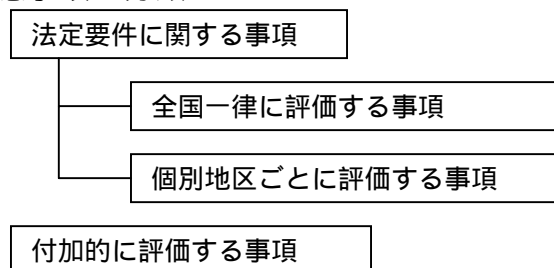 法定要件に関する事項
全国一律に評価する事項
個別地区ごとに評価する事項
付加的に評価する事項